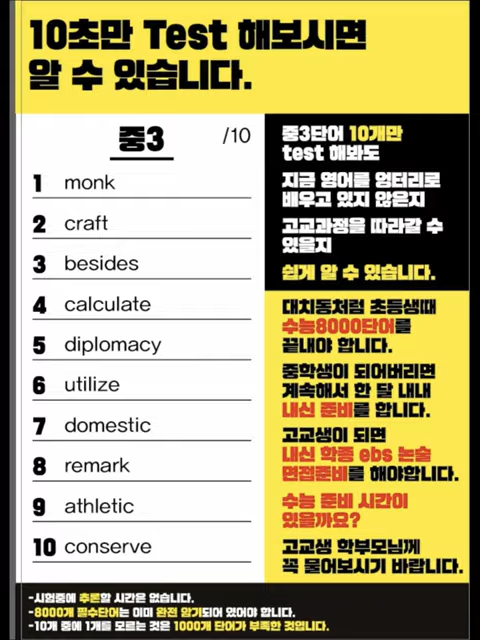 10초만 Test 해보시면
알 수 있습니다.
중3
/10
1 monk
2 craft
3 besides
4 calculate
5 diplomacy
6 utilize
7 domestic
8 remark
9 athletic
10 conserve
중3단어 10개만
test 해봐도
지금 영어를 엉터리로
배우고 있지 않은지
고교과정을 따라갈 수
있을지
쉽게 알 수 있습니다.
대치동처럼 초등생때
수능8000단어를
끝내야 합니다.
중학생이 되어버리면
계속해서 한 달 내내
내신 준비를 합니다.
고교생이 되면
내신 학종 ebs 논술
면접준비를 해야합니다.
수능 준비 시간이
있을까요?
고교생 학부모님께
꼭 물어보시기 바랍니다.
-시험중에 추론할 시간은 없습니다.
-8000개 필수단어는 이미 완전 암기되어 있어야 합니다.
-10개 중에 1개를 모르는 것은 1000개 단어가 부족한 것입니다.